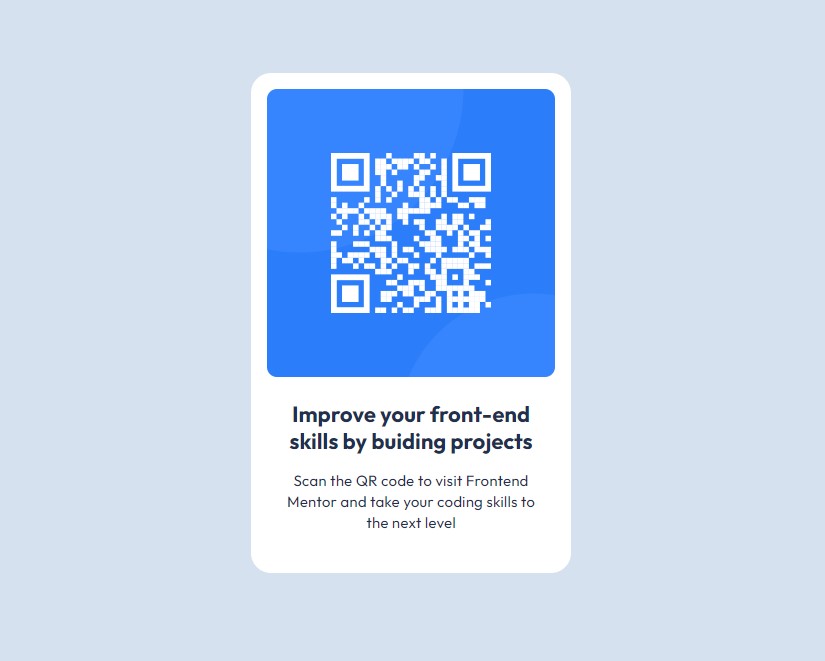 Improve your front-end
skills by buiding projects
Scan the QR code to visit Frontend
Mentor and take your coding skills to
the next level